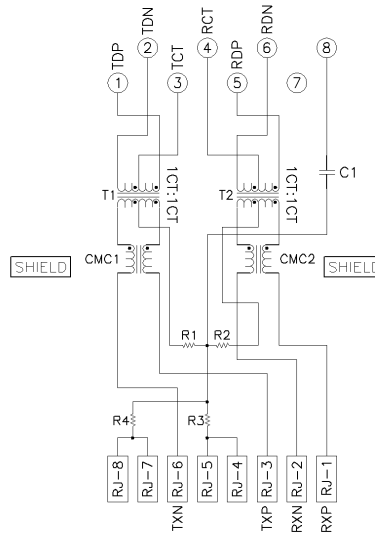 TDP
TDN
TCT
RCT
RDP
RDN
1
2
3
4
5
6
7
8
C1
T1
1CT:1CT
T2
1CT:1CT
SHIELD
CMC1
CMC2
SHIELD
R1
R2
R4
R3
RJ-8
RJ-7
RJ-6
RJ-5
RJ-4
RJ-3
RJ-2
RJ-1
TXN
TXP
RXN
RXP